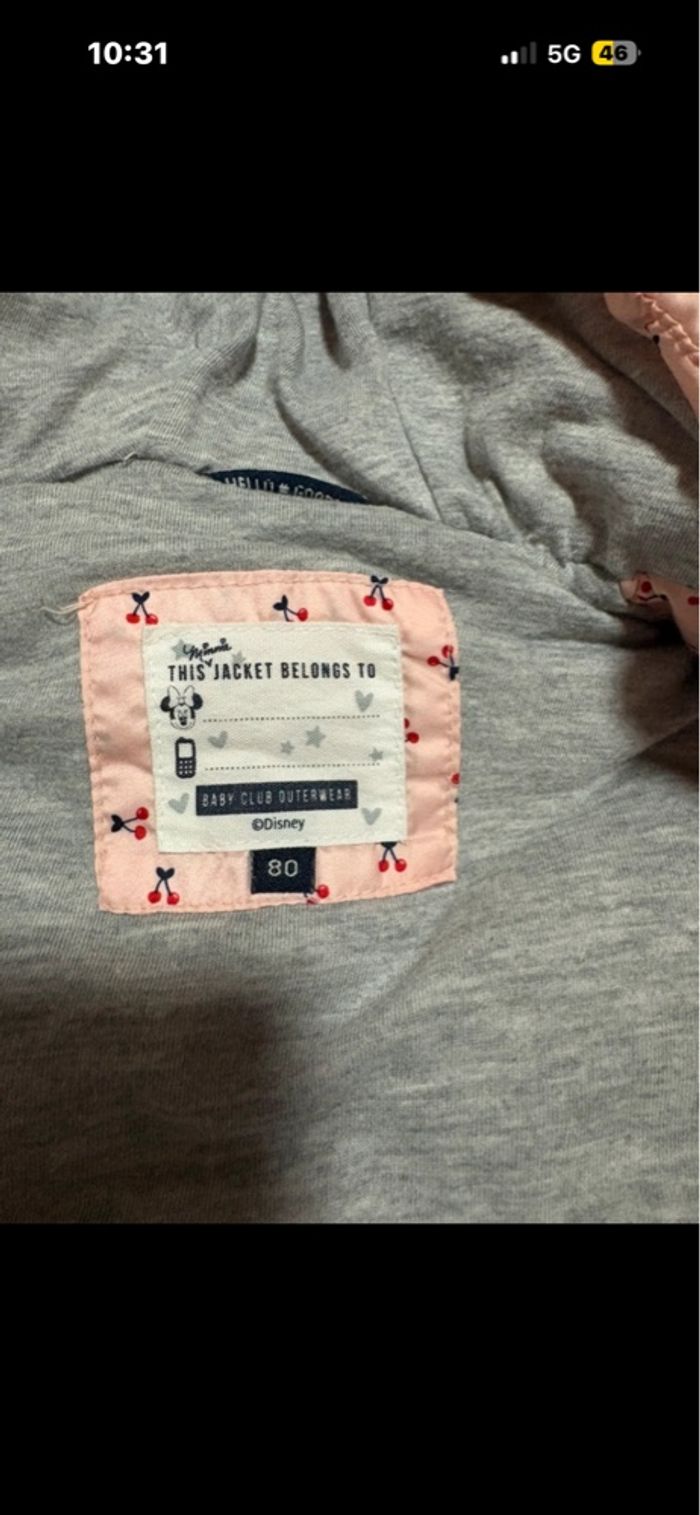 10:31
5G 46
Minnie
THIS JACKET BELONGS TO
BABY CLUB OUTERWEAR
©Disney
80